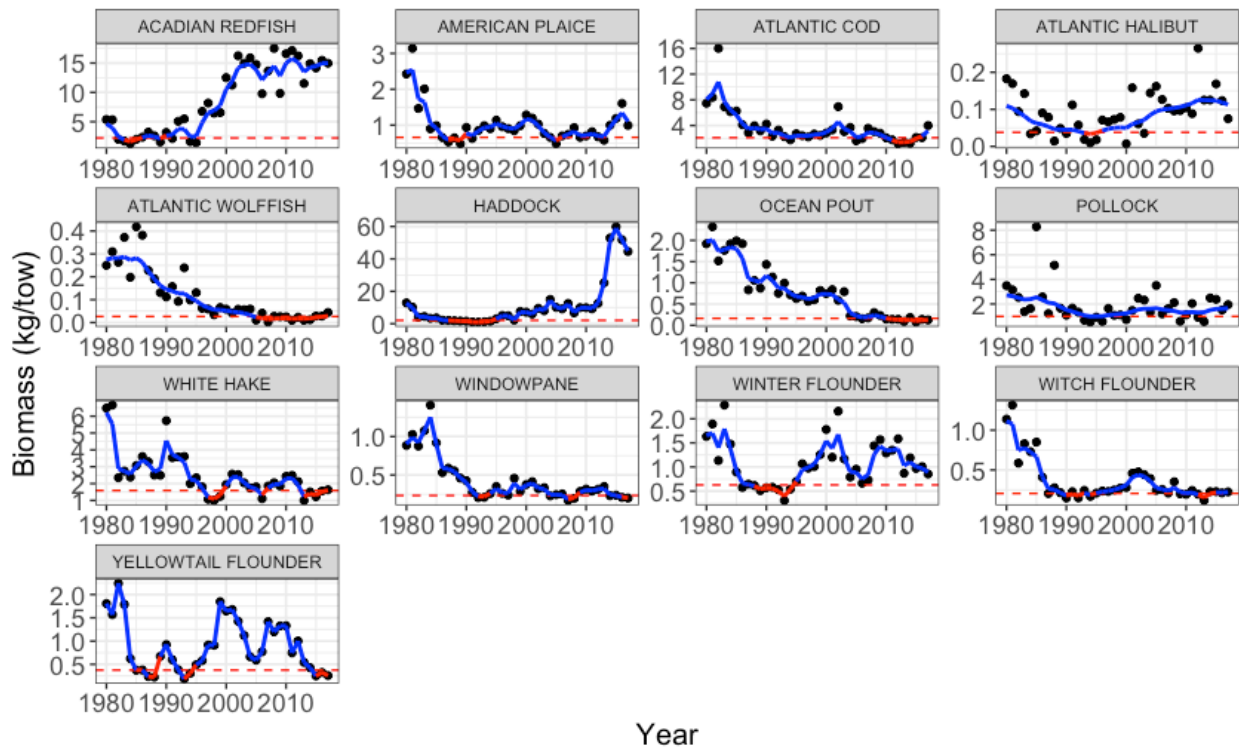 ACADIAN REDFISH AMERICAN PLAICE ATLANTIC COD ATLANTIC HALIBUT
15 10 5
3 2 1
16 12 8 4
0.2 0.1 0.0
1980 1990 2000 2010 1980 1990 2000 2010 1980 1990 2000 2010 1980 1990 2000 2010
ATLANTIC WOLFFISH HADDOCK OCEAN POUT POLLOCK
0.4 0.3 0.2 0.1 0.0
60 40 20 0
2.0 1.5 1.0 0.5 0.0
8 6 4 2
1980 1990 2000 2010 1980 1990 2000 2010 1980 1990 2000 2010 1980 1990 2000 2010
WHITE HAKE WINDOWPANE WINTER FLOUNDER WITCH FLOUNDER
6 5 4 3 2 1
1.0 0.5
2.0 1.5 1.0 0.5
1.0 0.5
1980 1990 2000 2010 1980 1990 2000 2010 1980 1990 2000 2010 1980 1990 2000 2010
YELLOWTAIL FLOUNDER
2.0 1.5 1.0 0.5
1980 1990 2000 2010
Biomass (kg/tow)
Year